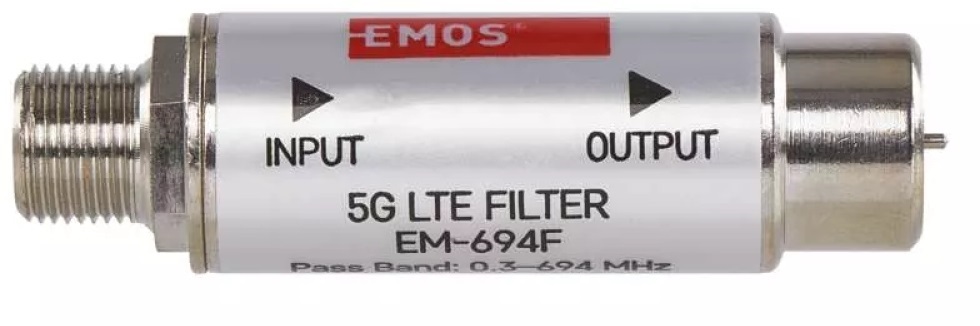 EMOS
INPUT
OUTPUT
5G LTE FILTER
EM-694F
Pass Band: 0.3–694 MHz